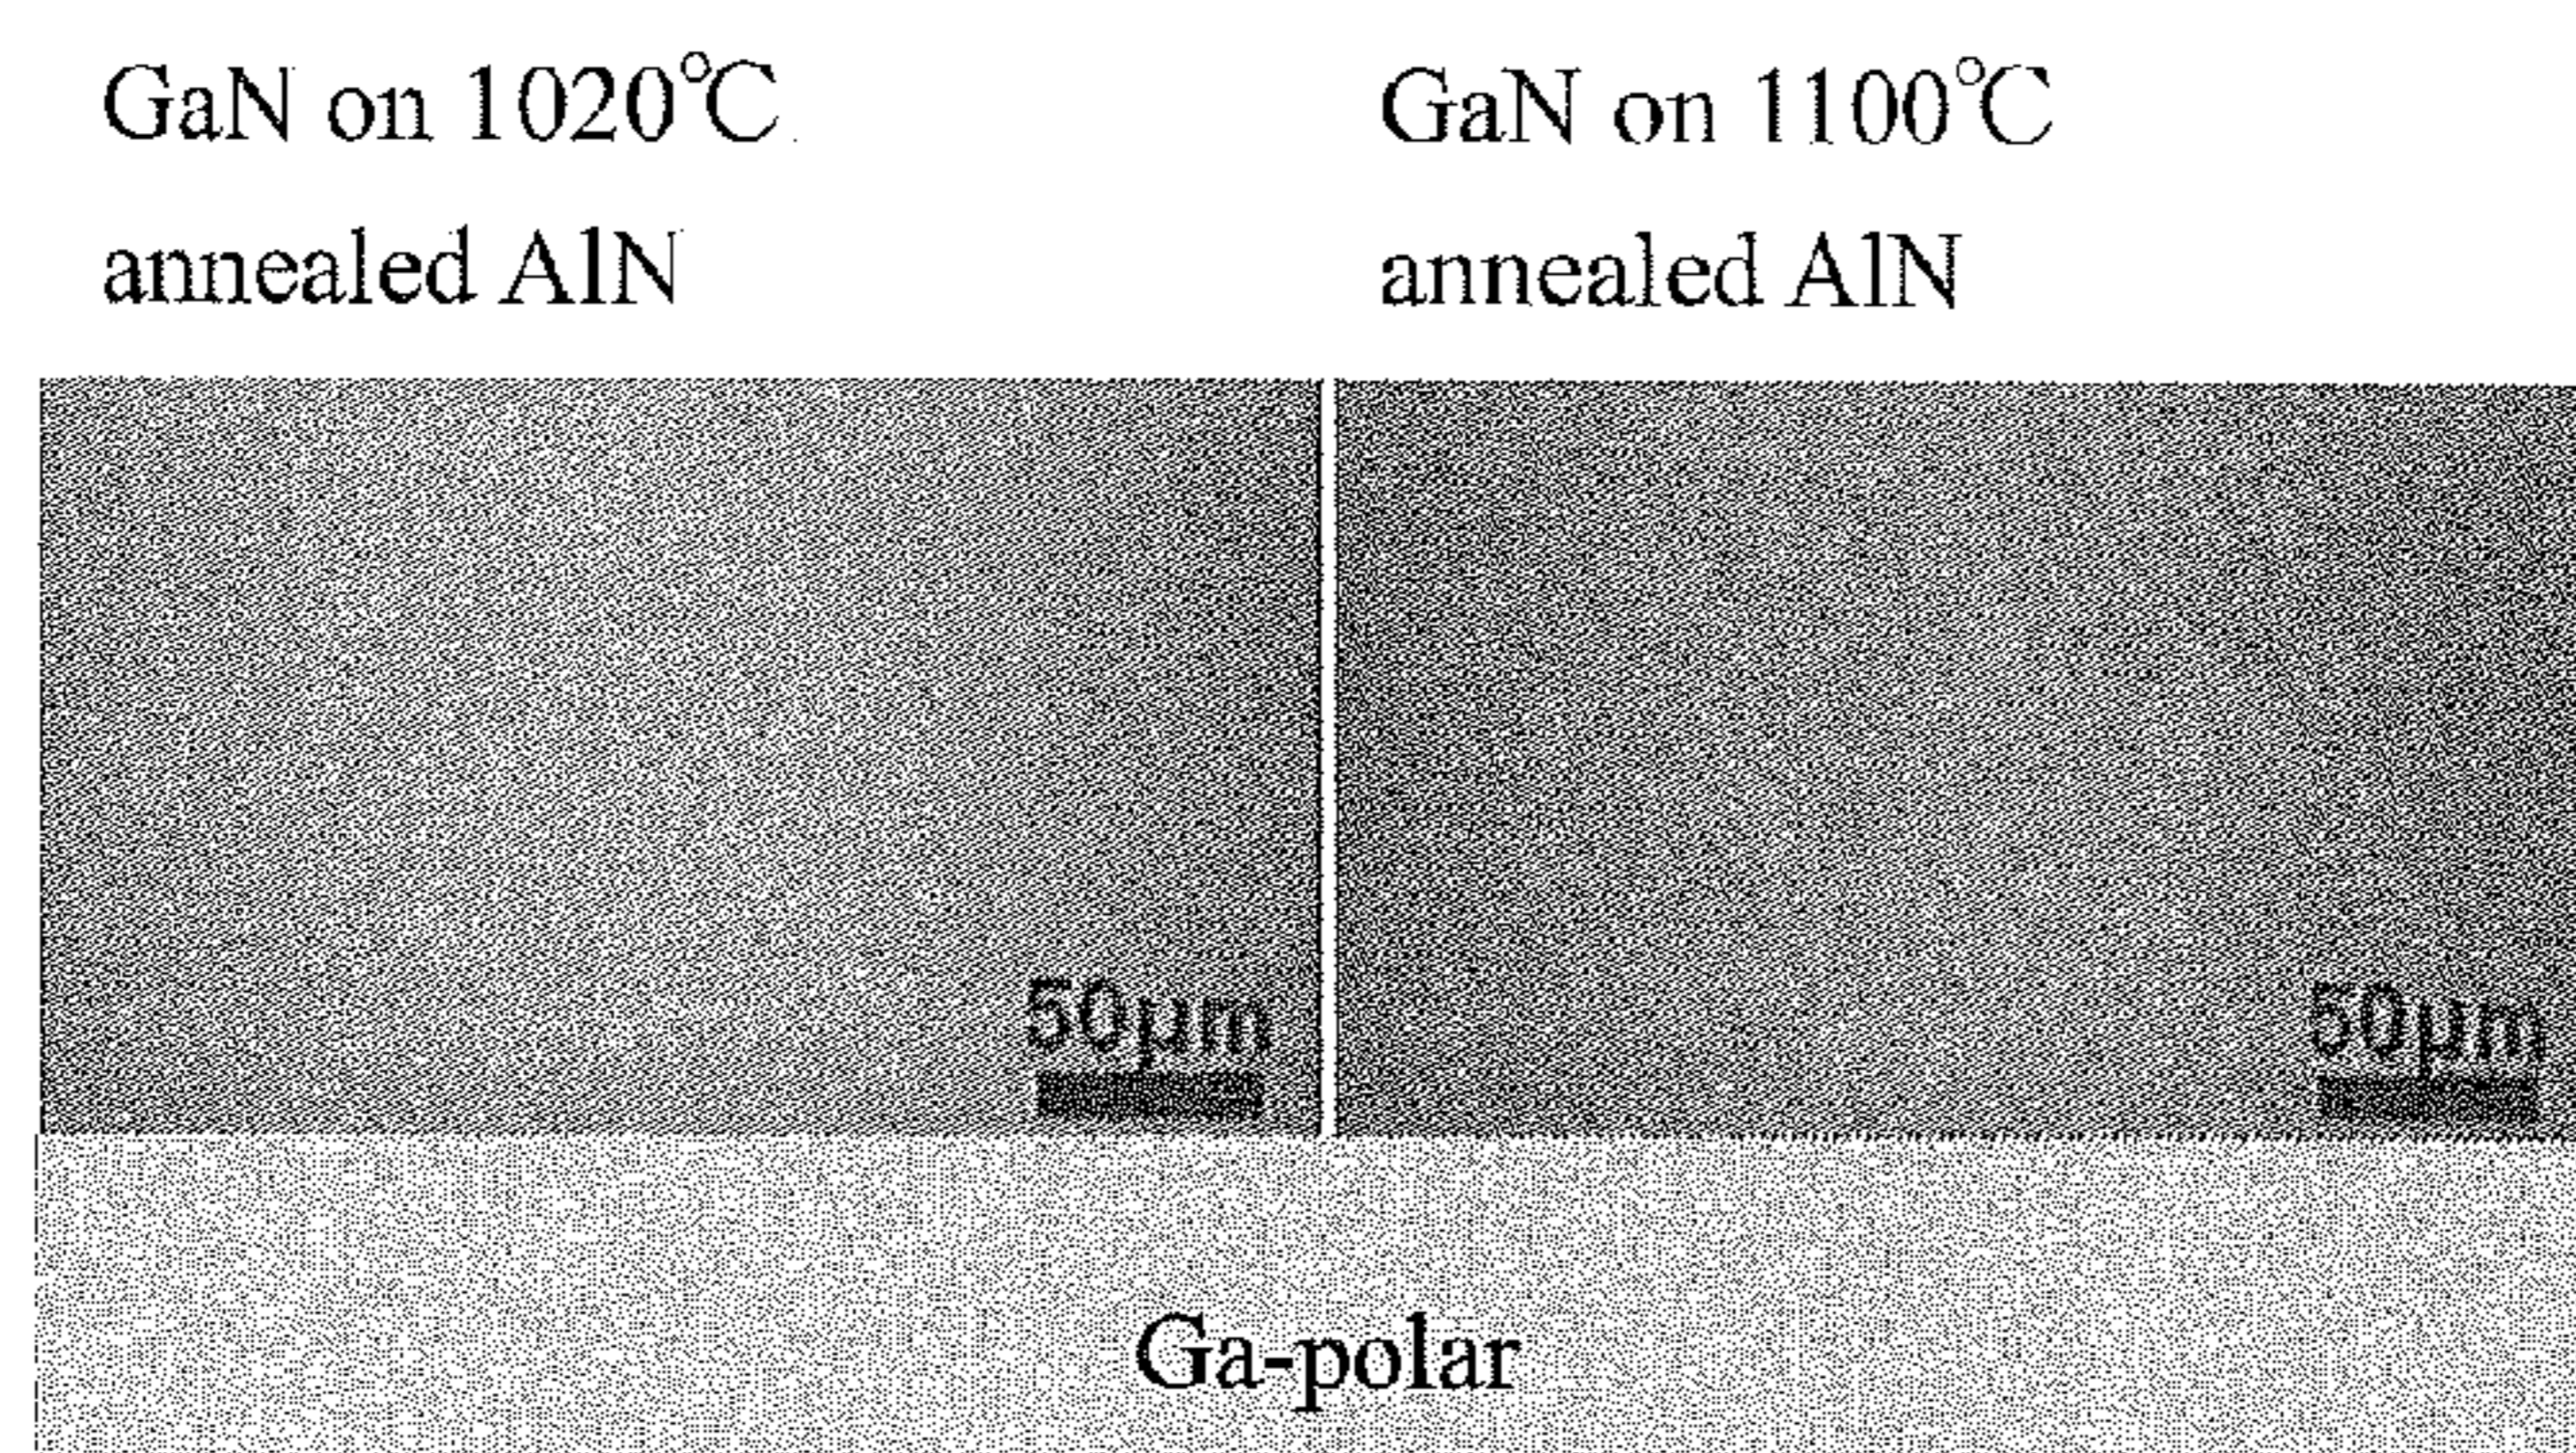 GaN on 1020℃
annealed AlN
GaN on 1100℃
annealed AlN
50μm
50μm
Ga-polar